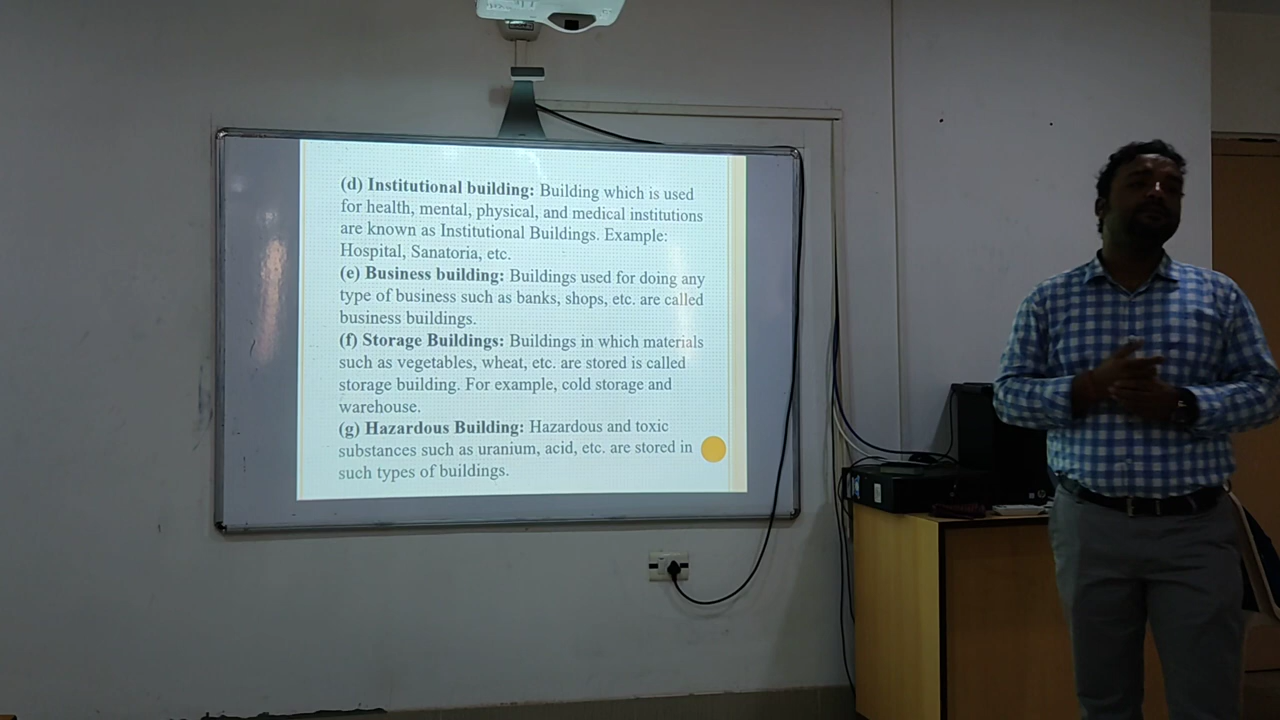 (d) Institutional building: Building which is used
for health, mental, physical, and medical institutions
are known as Institutional Buildings. Example:
Hospital, Sanatoria, etc.
(e) Business building: Buildings used for doing any
type of business such as banks, shops, etc. are called
business buildings.
(f) Storage Buildings: Buildings in which materials
such as vegetables, wheat, etc. are stored is called
storage building. For example, cold storage and
warehouse.
(g) Hazardous Building: Hazardous and toxic
substances such as uranium, acid, etc. are stored in
such types of buildings.